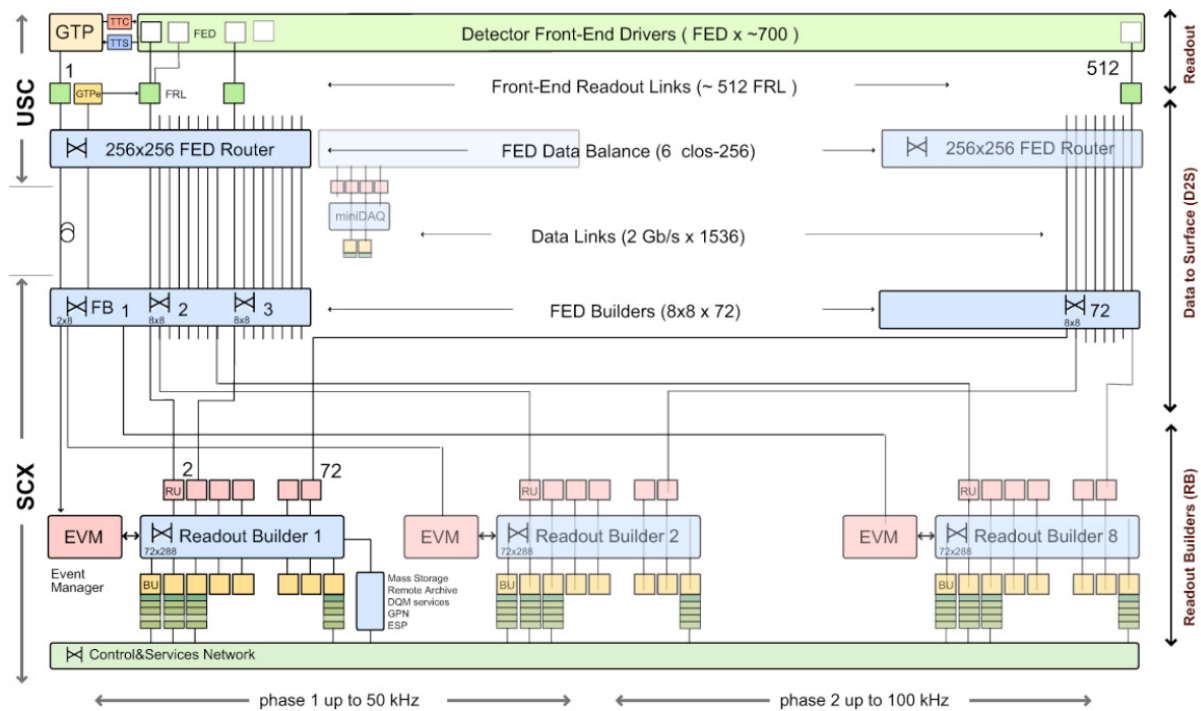 GTP
TTC
TTS
FED
Detector Front-End Drivers ( FED x ~700 )
1
GTPe
FRL
Front-End Readout Links (~ 512 FRL )
512
256x256 FED Router
FED Data Balance (6 clos-256)
256x256 FED Router
miniDAQ
Data Links (2 Gb/s x 1536)
FB 1
2x8
2
8x8
3
8x8
FED Builders (8x8 x 72)
72
8x8
2
72
RU
RU
RU
EVM
Readout Builder 1
72x288
EVM
Readout Builder 2
72x288
EVM
Readout Builder 8
72x288
Event
Manager
BU
Mass Storage
Remote Archive
DQM services
GPN
ESP
BU
BU
Control&Services Network
phase 1 up to 50 kHz
phase 2 up to 100 kHz
USC
SCX
Readout
Data to Surface (D2S)
Readout Builders (RB)